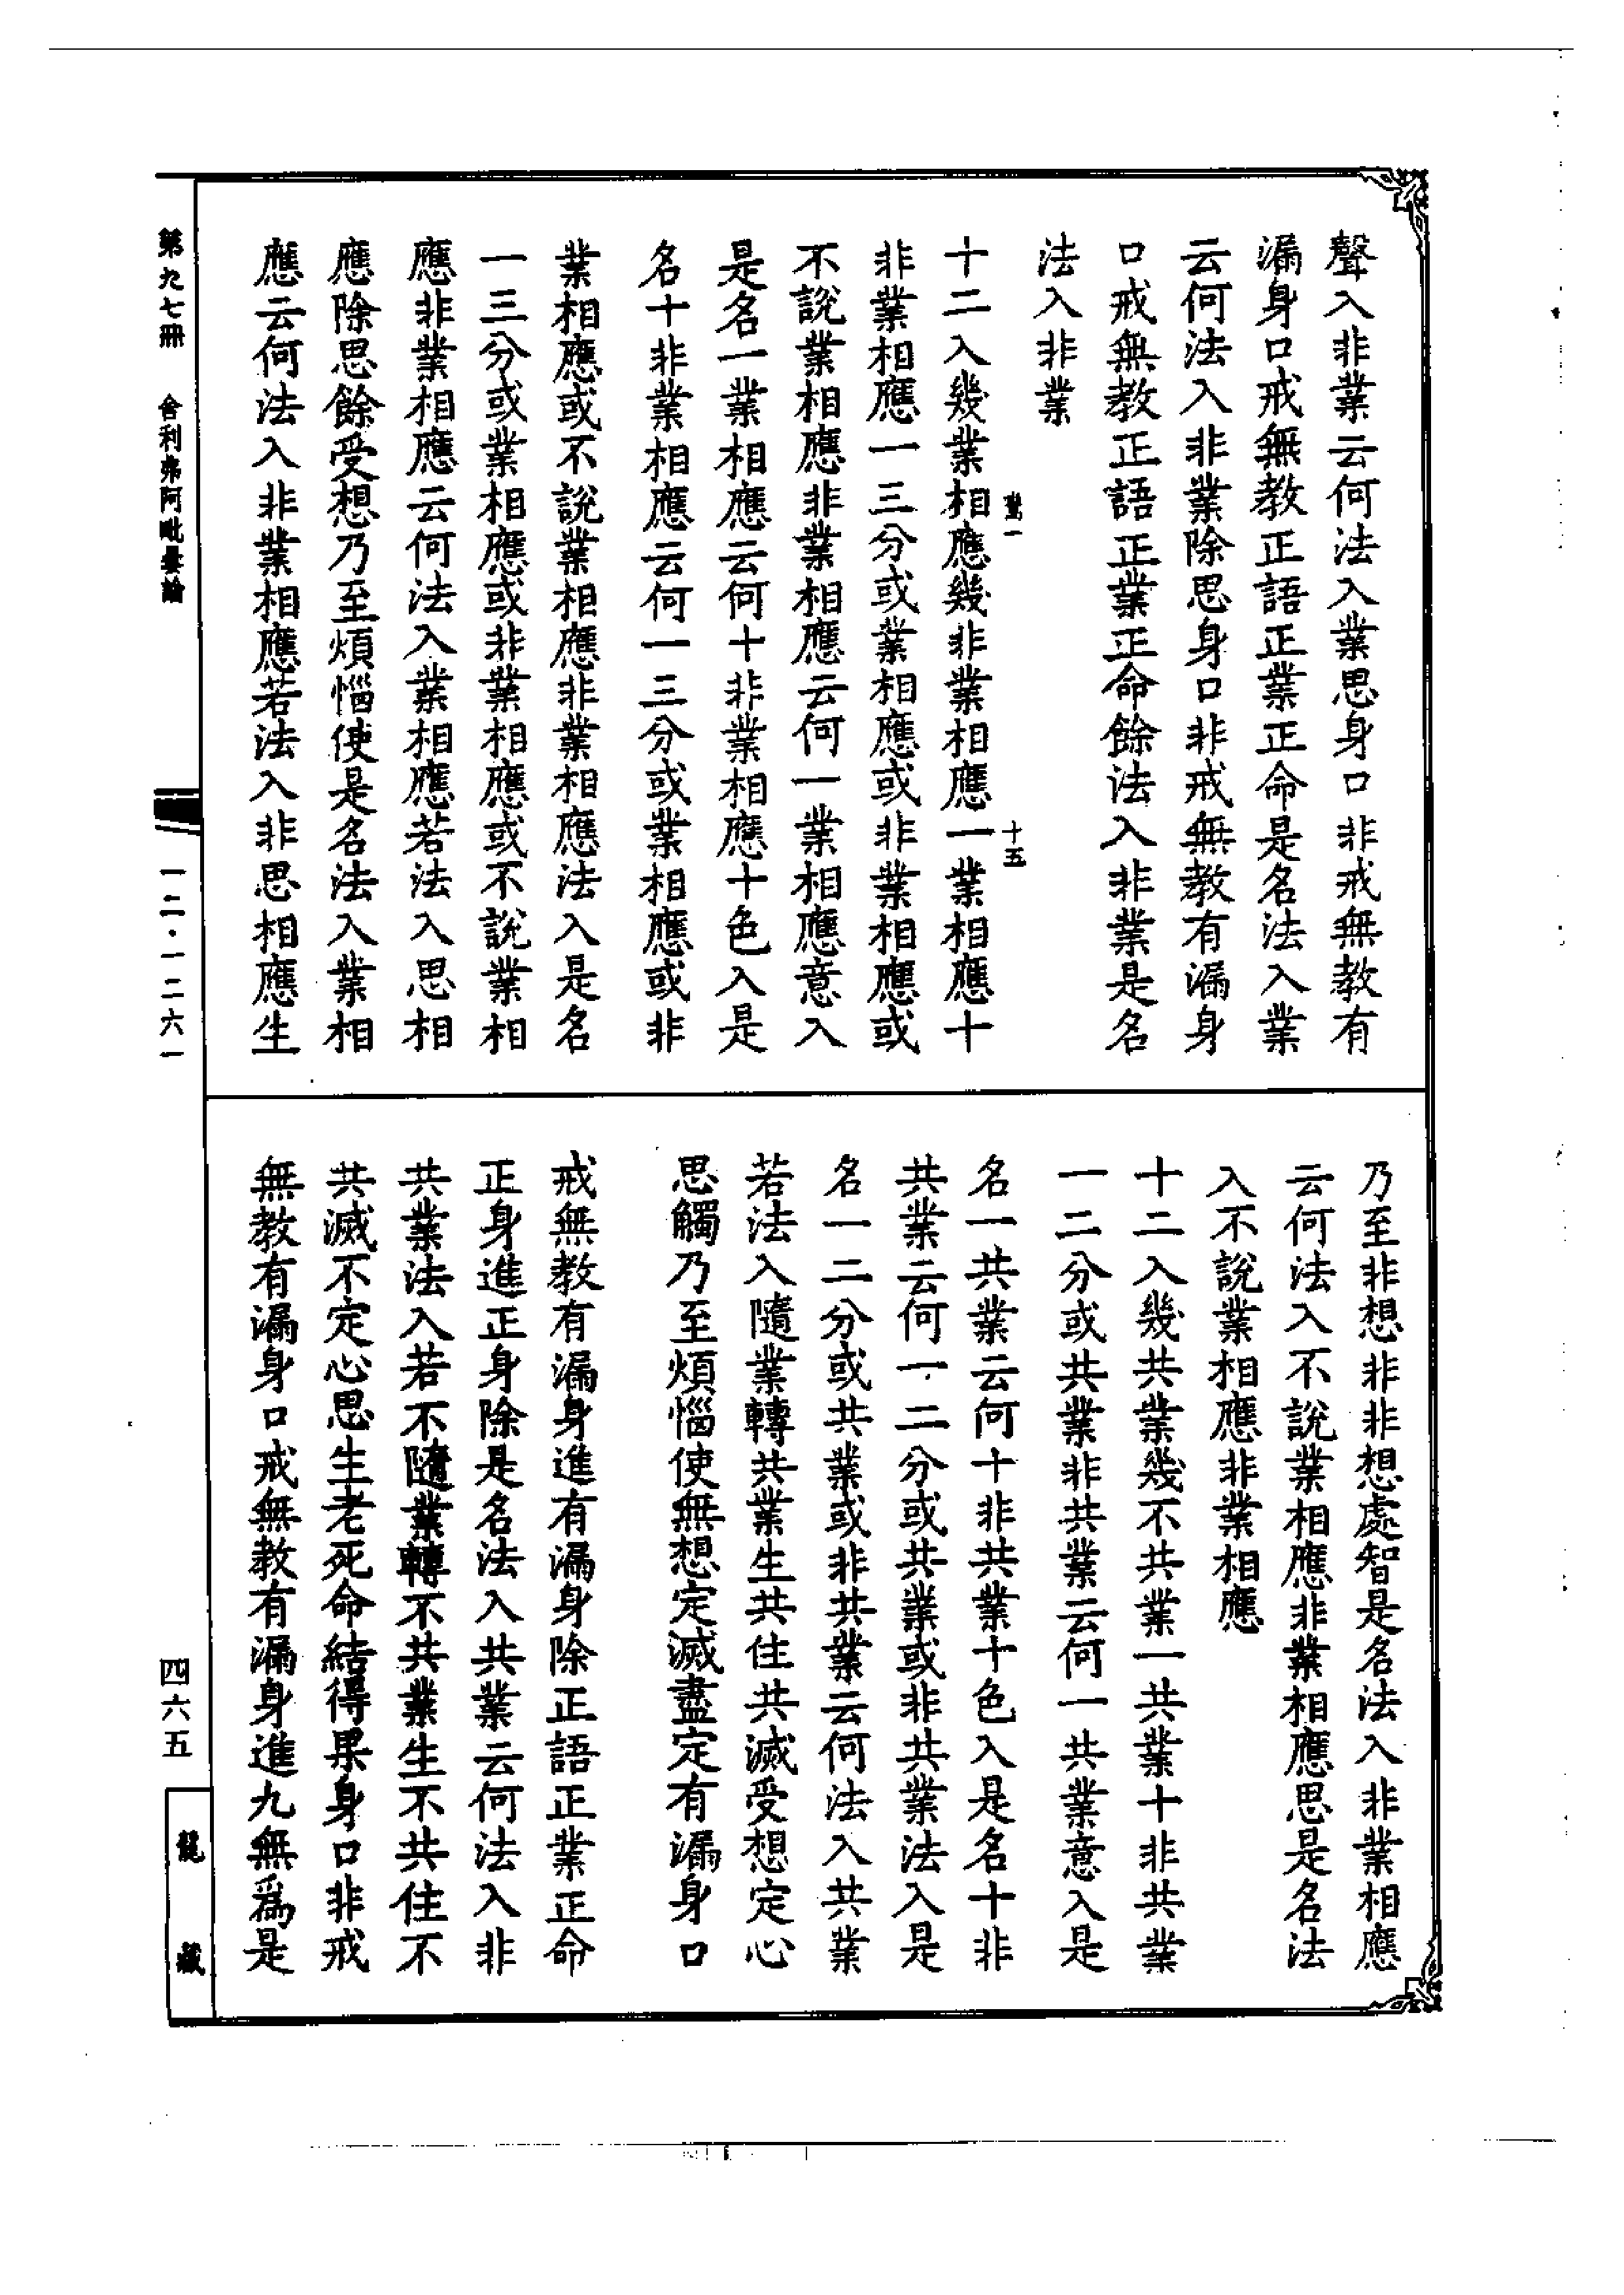 聲入非業云何法入業思身口非戒無教有
漏身口戒無教正語正業正命是名法入業
云何法入非業除思身口非戒無教有漏身
口戒無教正語正業正命餘法入非業是名
法入非業
十二入幾業相應幾非業相應一業相應十
非業相應一三分或業相應或非業相應或
不說業相應非業相應云何一業相應意入
是名一業相應云何十非業相應十色入是
名十非業相應云何一三分或業相應或非
業相應或不說業相應非業相應法入是名
一三分或業相應或非業相應或不說業相
應非業相應云何法入業相應若法入思相
應除思餘受想乃至煩惱使是名法入業相
應云何法入非業相應若法入非思相應生
十五
乃至非想非非想處智是名法入非業相應
云何法入不說業相應非業相應思是名法
入不說業相應非業相應
十二入幾共業幾不共業一共業十非共業
一二分或共業非共業云何一共業意入是
名一共業云何十非共業十色入是名十非
共業云何一二分或共業或非共業法入是
名一二分或共業或非共業云何法入共業
若法入隨業轉共業生共住共滅受想定心
思觸乃至煩惱使無想定滅盡定有漏身口
戒無教有漏身進有漏身除正語正業正命
正身進正身除是名法入共業云何法入非
共業法入若不隨業轉不共業生不共住不
共滅不定心思生老死命結得果身口非戒
無教有漏身口戒無教有漏身進九無爲是
第九七冊 舍利弗阿毗曇論
一二·一二六一
四六五
龍藏